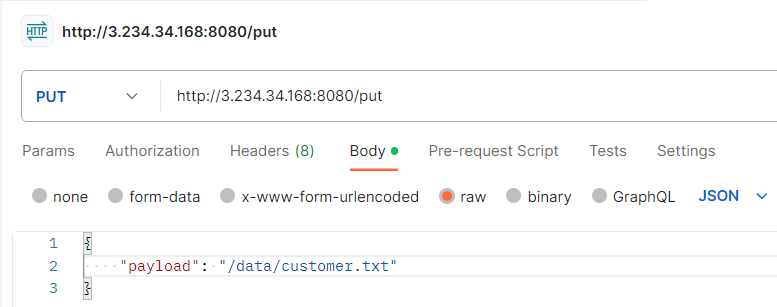 HTTP http://3.234.34.168:8080/put
PUT http://3.234.34.168:8080/put
Params Authorization Headers (8) Body Pre-request Script Tests Settings
none form-data x-www-form-urlencoded raw binary GraphQL JSON
1 {
2 "payload": "/data/customer.txt"
3 }